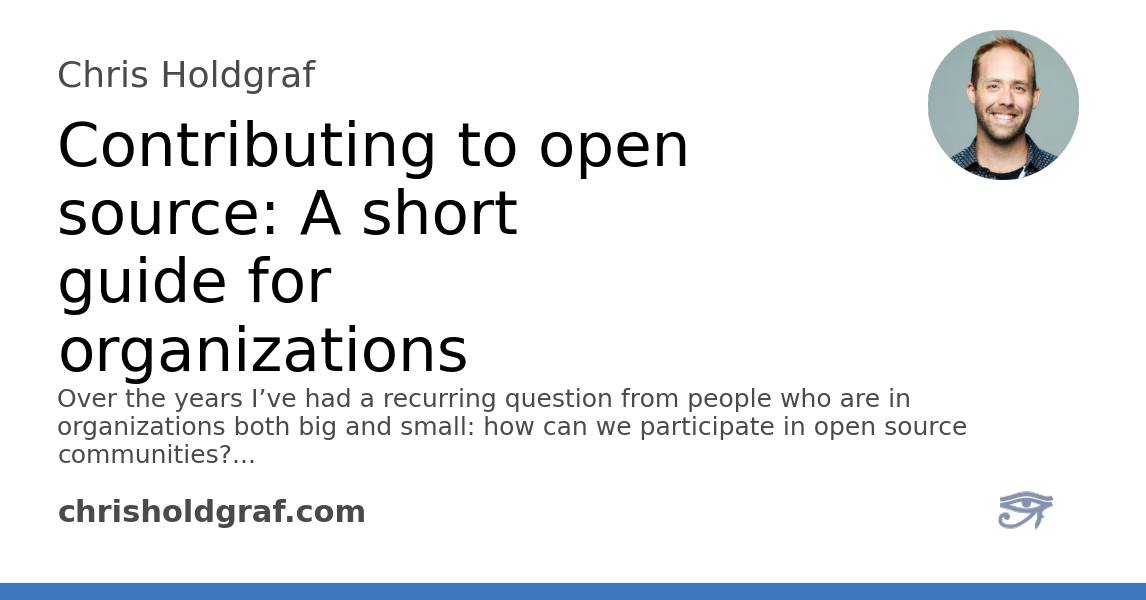 Chris Holdgraf
Contributing to open
source: A short
guide for
organizations
Over the years I’ve had a recurring question from people who are in
organizations both big and small: how can we participate in open source
communities?...
chrisholdgraf.com